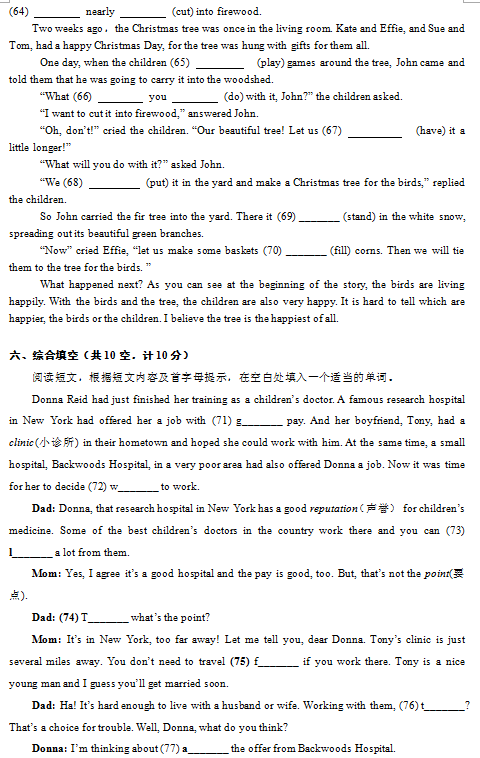 (64) ________ nearly ________ (cut) into firewood.
Two weeks ago，the Christmas tree was once in the living room. Kate and Effie, and Sue and
Tom, had a happy Christmas Day, for the tree was hung with gifts for them all.
One day, when the children (65) ________ (play) games around the tree, John came and
told them that he was going to carry it into the woodshed.
“What (66) ________ you ________ (do) with it, John?” the children asked.
“I want to cut it into firewood,” answered John.
“Oh, don’t!” cried the children. “Our beautiful tree! Let us (67) _________ (have) it a
little longer!”
“What will you do with it?” asked John.
“We (68) _________ (put) it in the yard and make a Christmas tree for the birds,” replied
the children.
So John carried the fir tree into the yard. There it (69) _______ (stand) in the white snow,
spreading out its beautiful green branches.
“Now” cried Effie, “let us make some baskets (70) _______ (fill) corns. Then we will tie
them to the tree for the birds. ”
What happened next? As you can see at the beginning of the story, the birds are living
happily. With the birds and the tree, the children are also very happy. It is hard to tell which are
happier, the birds or the children. I believe the tree is the happiest of all.
六、综合填空（共 10 空．计 10 分）
阅读短文，根据短文内容及首字母提示，在空白处填入一个适当的单词．
Donna Reid had just finished her training as a children’s doctor. A famous research hospital
in New York had offered her a job with (71) g_______ pay. And her boyfriend, Tony, had a
clinic(小诊所) in their hometown and hoped she could work with him. At the same time, a small
hospital, Backwoods Hospital, in a very poor area had also offered Donna a job. Now it was time
for her to decide (72) w_______ to work.
Dad: Donna, that research hospital in New York has a good reputation（声誉） for children’s
medicine. Some of the best children’s doctors in the country work there and you can (73)
l_______ a lot from them.
Mom: Yes, I agree it’s a good hospital and the pay is good, too. But, that’s not the point(要
点).
Dad: (74) T_______ what’s the point?
Mom: It’s in New York, too far away! Let me tell you, dear Donna. Tony’s clinic is just
several miles away. You don’t need to travel (75) f_______ if you work there. Tony is a nice
young man and I guess you’ll get married soon.
Dad: Ha! It’s hard enough to live with a husband or wife. Working with them, (76) t_______?
That’s a choice for trouble. Well, Donna, what do you think?
Donna: I’m thinking about (77) a_______ the offer from Backwoods Hospital.